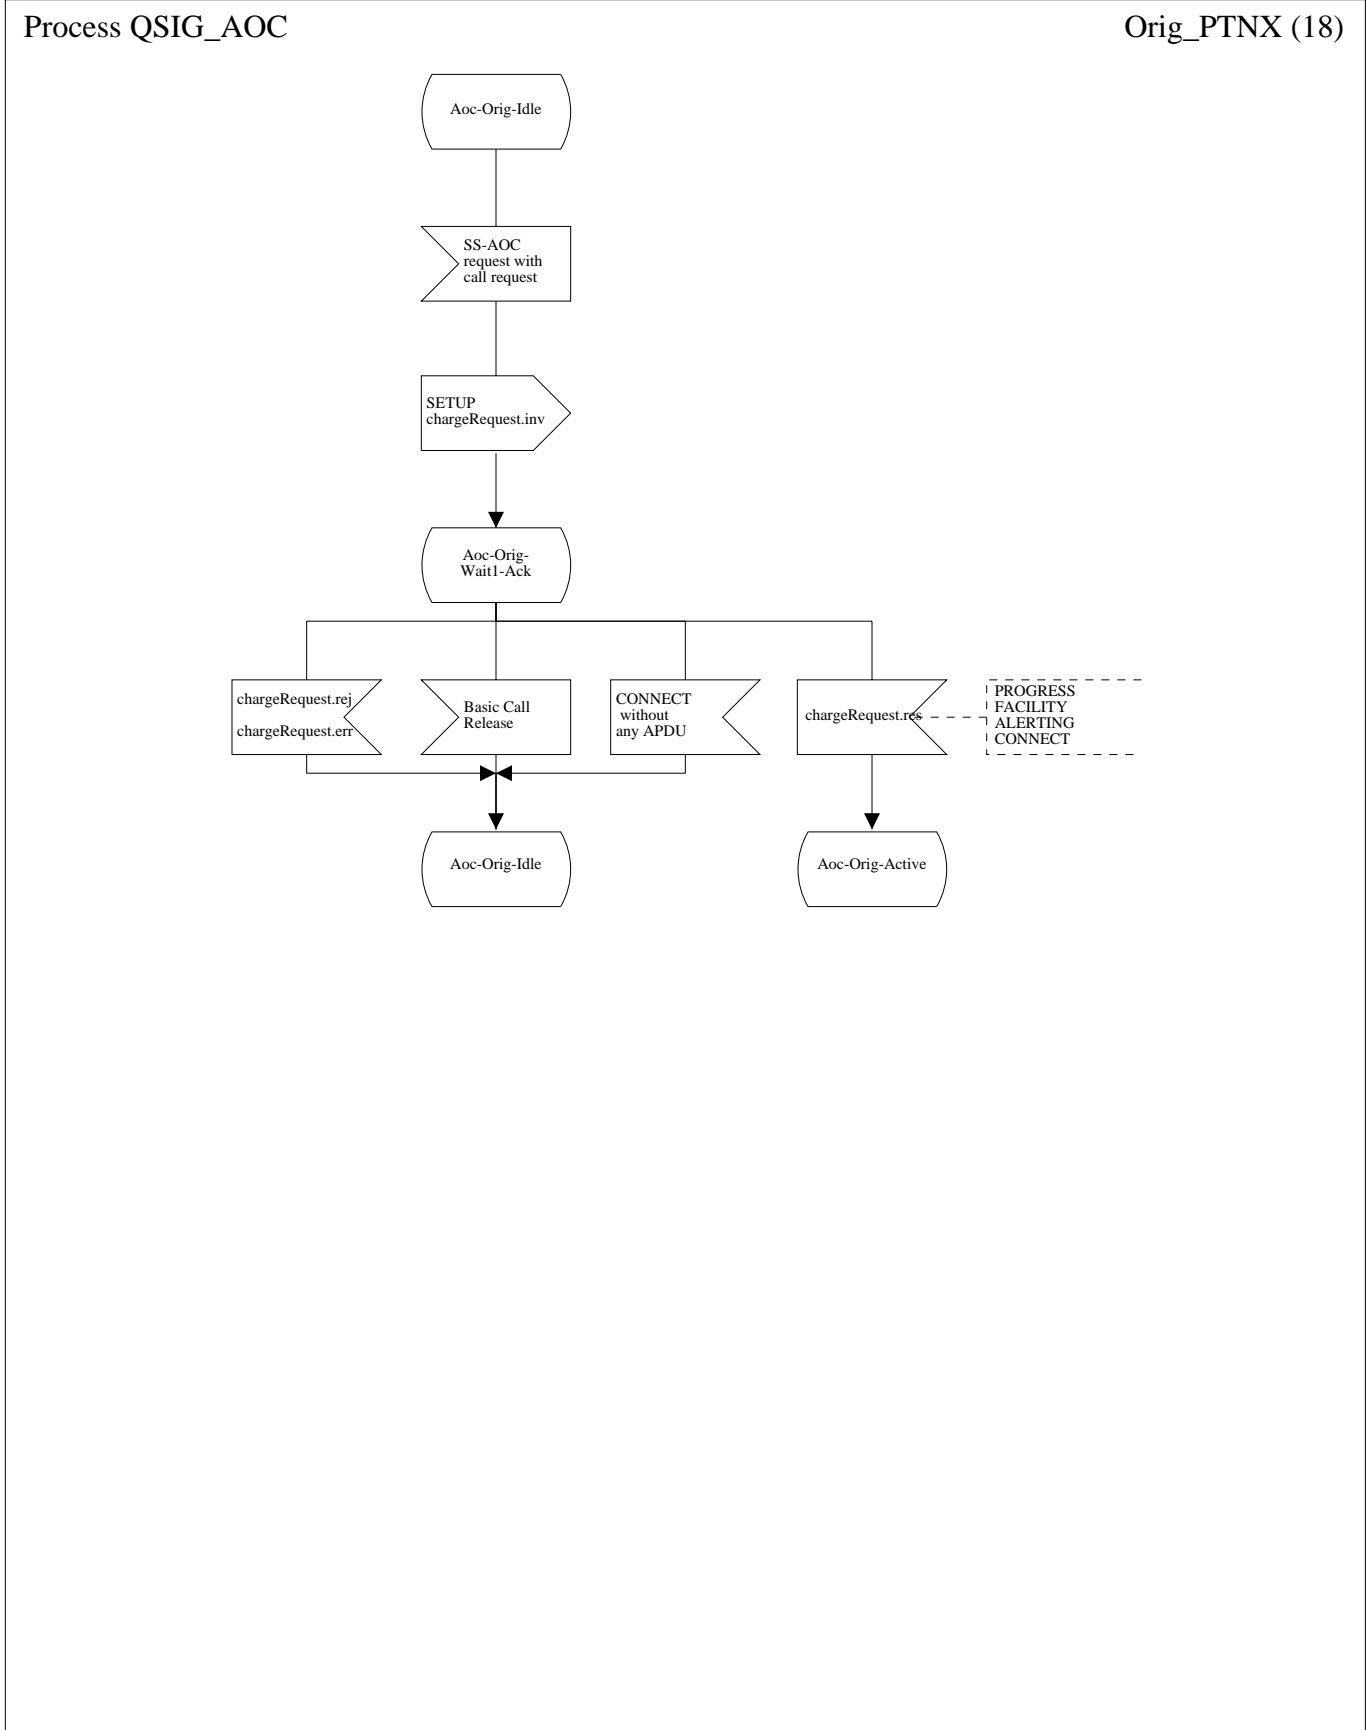 Process QSIG_AOC
Orig_PTNX (18)
Aoc-Orig-Idle
SS-AOC
request with
call request
SETUP
chargeRequest.inv
Aoc-Orig-
Wait1-Ack
chargeRequest.rej
chargeRequest.err
Basic Call
Release
CONNECT
without
any APDU
chargeRequest.res
PROGRESS
FACILITY
ALERTING
CONNECT
Aoc-Orig-Idle
Aoc-Orig-Active